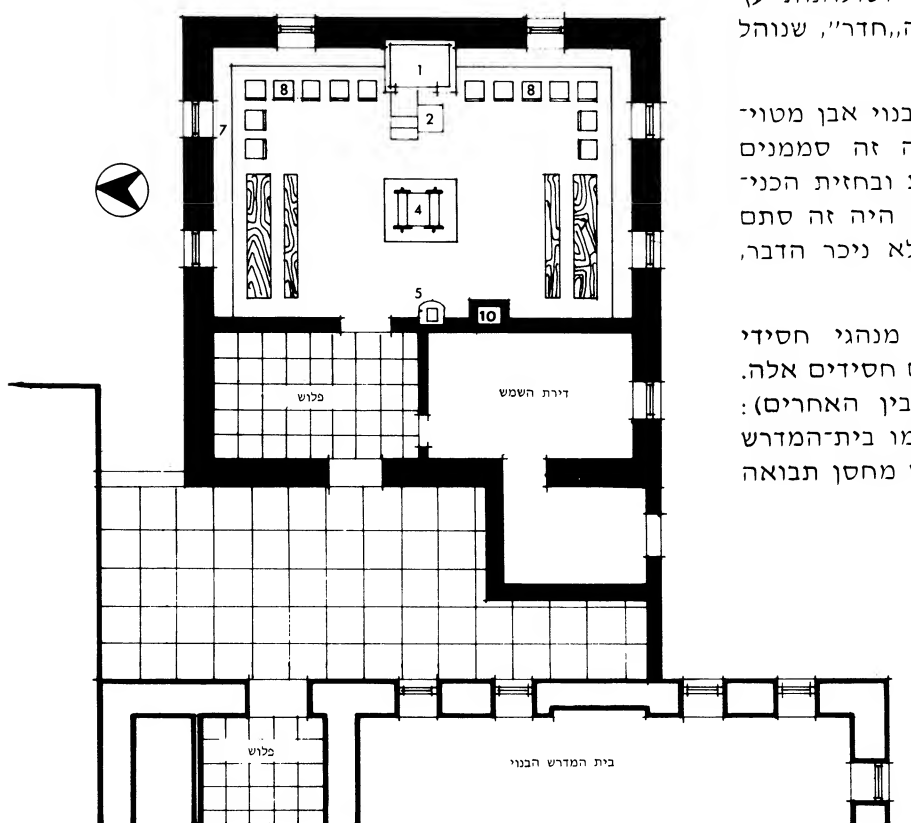 עץ
ה„חדר”, שנוהל
בנוי אבן מטוי־
זה סממנים
ובחזית הכני־
היה זה סתם
לא ניכר הדבר,
מנהגי חסידי
חסידים אלה.
בין האחרים):
מו בית־המדרש
מחסן תבואה
1
8
8
2
7
4
5
10
פלוש
דירת השמש
פלוש
בית המדרש הבנוי